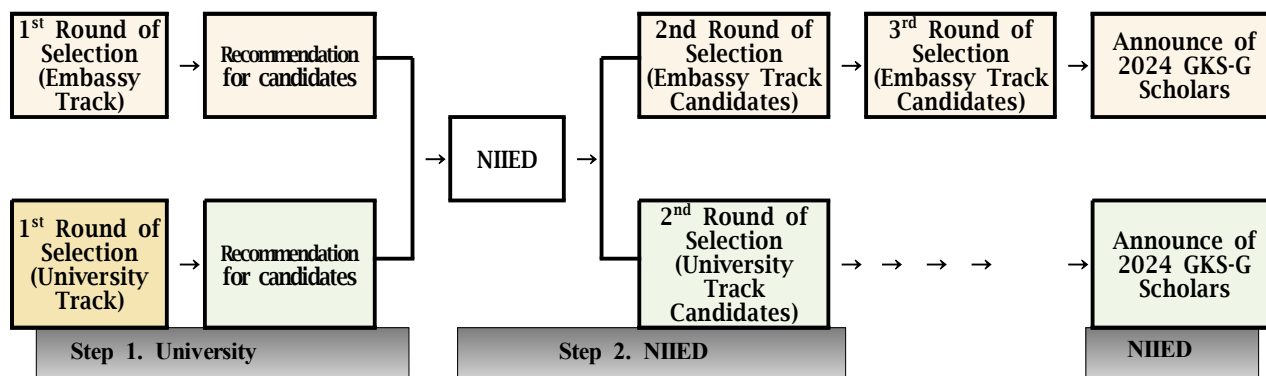 1st Round of
Selection
(Embassy
Track)
→
Recommendation
for candidates
→
NIIED
→
2nd Round of
Selection
(Embassy Track
Candidates)
→
3rd Round of
Selection
(Embassy Track
Candidates)
→
Announce of
2024 GKS-G
Scholars
1st Round of
Selection
(University
Track)
→
Recommendation
for candidates
2nd Round of
Selection
(University
Track
Candidates)
→ → → → →
Announce of
2024 GKS-G
Scholars
Step 1. University
Step 2. NIIED
NIIED